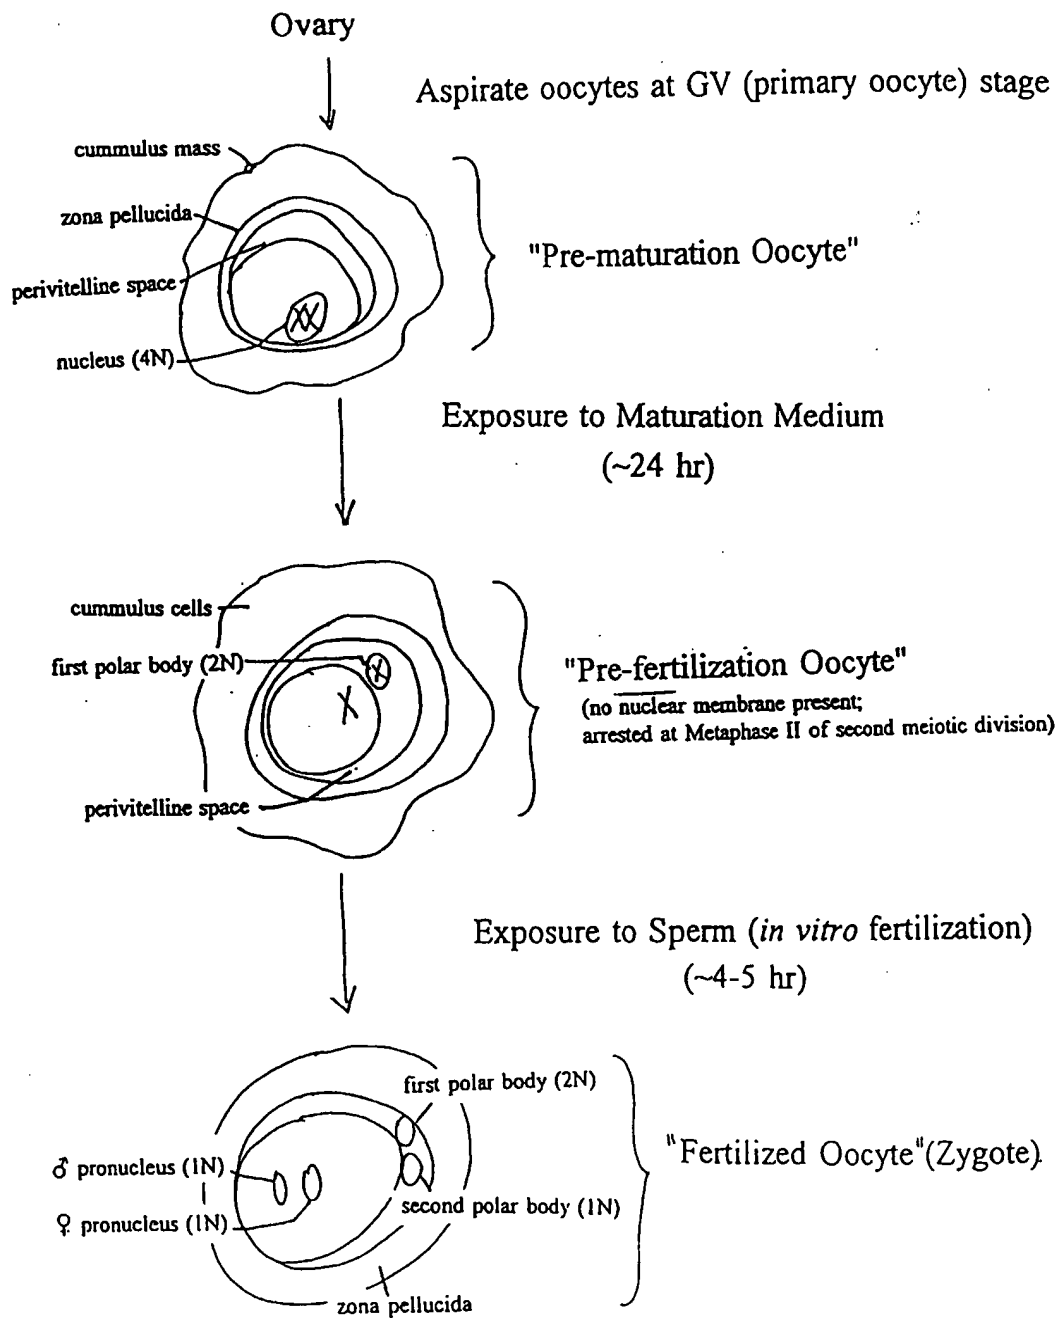 Ovary
Aspirate oocytes at GV (primary oocyte) stage
cummulus mass
zona pellucida
perivitelline space
nucleus (4N)
"Pre-maturation Oocyte"
Exposure to Maturation Medium
(~24 hr)
cummulus cells
first polar body (2N)
perivitelline space
"Pre-fertilization Oocyte"
(no nuclear membrane present;
arrested at Metaphase II of second meiotic division)
Exposure to Sperm (in vitro fertilization)
(~4-5 hr)
first polar body (2N)
♂ pronucleus (1N)
♀ pronucleus (1N)
second polar body (1N)
zona pellucida
"Fertilized Oocyte"(Zygote).